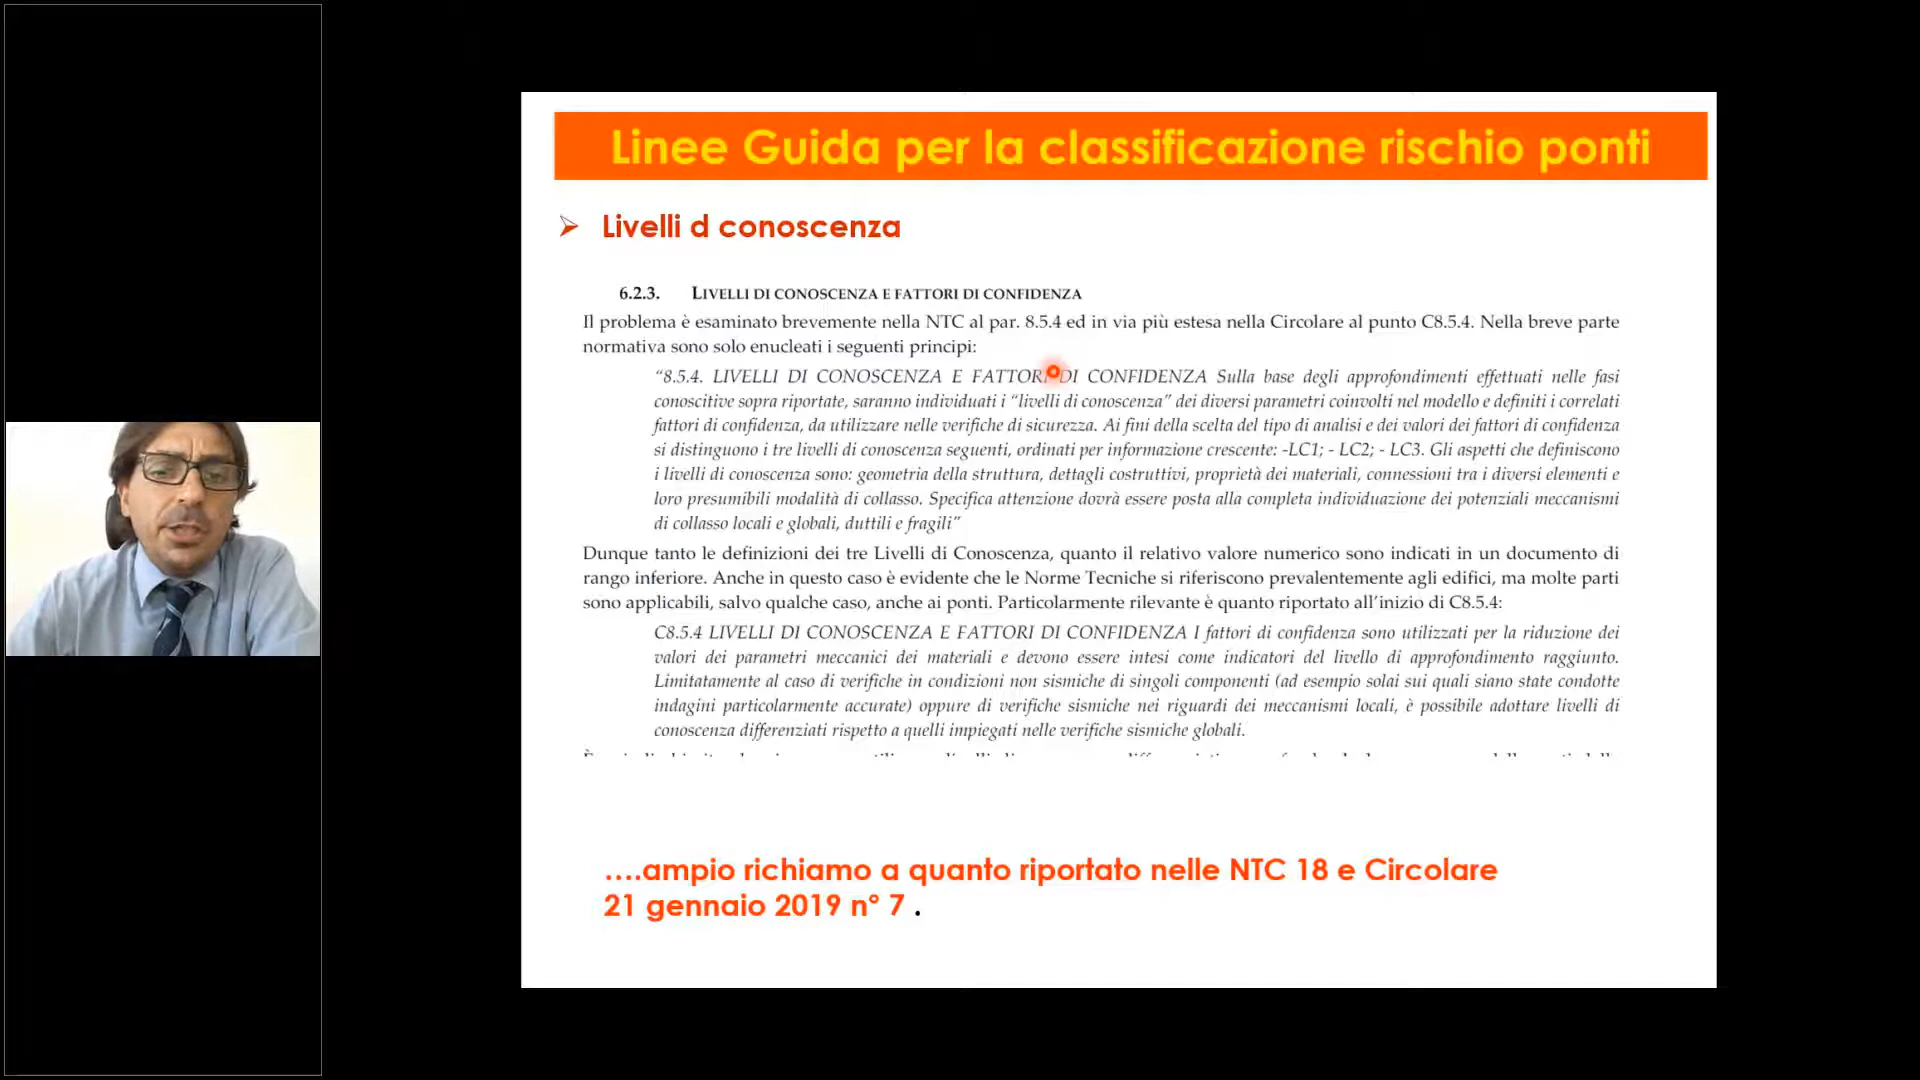 Linee Guida per la classificazione rischio ponti
Livelli d conoscenza
6.2.3. LIVELLI DI CONOSCENZA E FATTORI DI CONFIDENZA
Il problema è esaminato brevemente nella NTC al par. 8.5.4 ed in via più estesa nella Circolare al punto C8.5.4. Nella breve parte
normativa sono solo enucleati i seguenti principi:
“8.5.4. LIVELLI DI CONOSCENZA E FATTORI DI CONFIDENZA Sulla base degli approfondimenti effettuati nelle fasi
conoscitive sopra riportate, saranno individuati i “livelli di conoscenza” dei diversi parametri coinvolti nel modello e definiti i correlati
fattori di confidenza, da utilizzare nelle verifiche di sicurezza. Ai fini della scelta del tipo di analisi e dei valori dei fattori di confidenza
si distinguono i tre livelli di conoscenza seguenti, ordinati per informazione crescente: -LC1; - LC2; - LC3. Gli aspetti che definiscono
i livelli di conoscenza sono: geometria della struttura, dettagli costruttivi, proprietà dei materiali, connessioni tra i diversi elementi e
loro presumibili modalità di collasso. Specifica attenzione dovrà essere posta alla completa individuazione dei potenziali meccanismi
di collasso locali e globali, duttili e fragili”
Dunque tanto le definizioni dei tre Livelli di Conoscenza, quanto il relativo valore numerico sono indicati in un documento di
rango inferiore. Anche in questo caso è evidente che le Norme Tecniche si riferiscono prevalentemente agli edifici, ma molte parti
sono applicabili, salvo qualche caso, anche ai ponti. Particolarmente rilevante è quanto riportato all’inizio di C8.5.4:
C8.5.4 LIVELLI DI CONOSCENZA E FATTORI DI CONFIDENZA I fattori di confidenza sono utilizzati per la riduzione dei
valori dei parametri meccanici dei materiali e devono essere intesi come indicatori del livello di approfondimento raggiunto.
Limitatamente al caso di verifiche in condizioni non sismiche di singoli componenti (ad esempio solai sui quali siano state condotte
indagini particolarmente accurate) oppure di verifiche sismiche nei riguardi dei meccanismi locali, è possibile adottare livelli di
conoscenza differenziati rispetto a quelli impiegati nelle verifiche sismiche globali.
....ampio richiamo a quanto riportato nelle NTC 18 e Circolare
21 gennaio 2019 n° 7 .